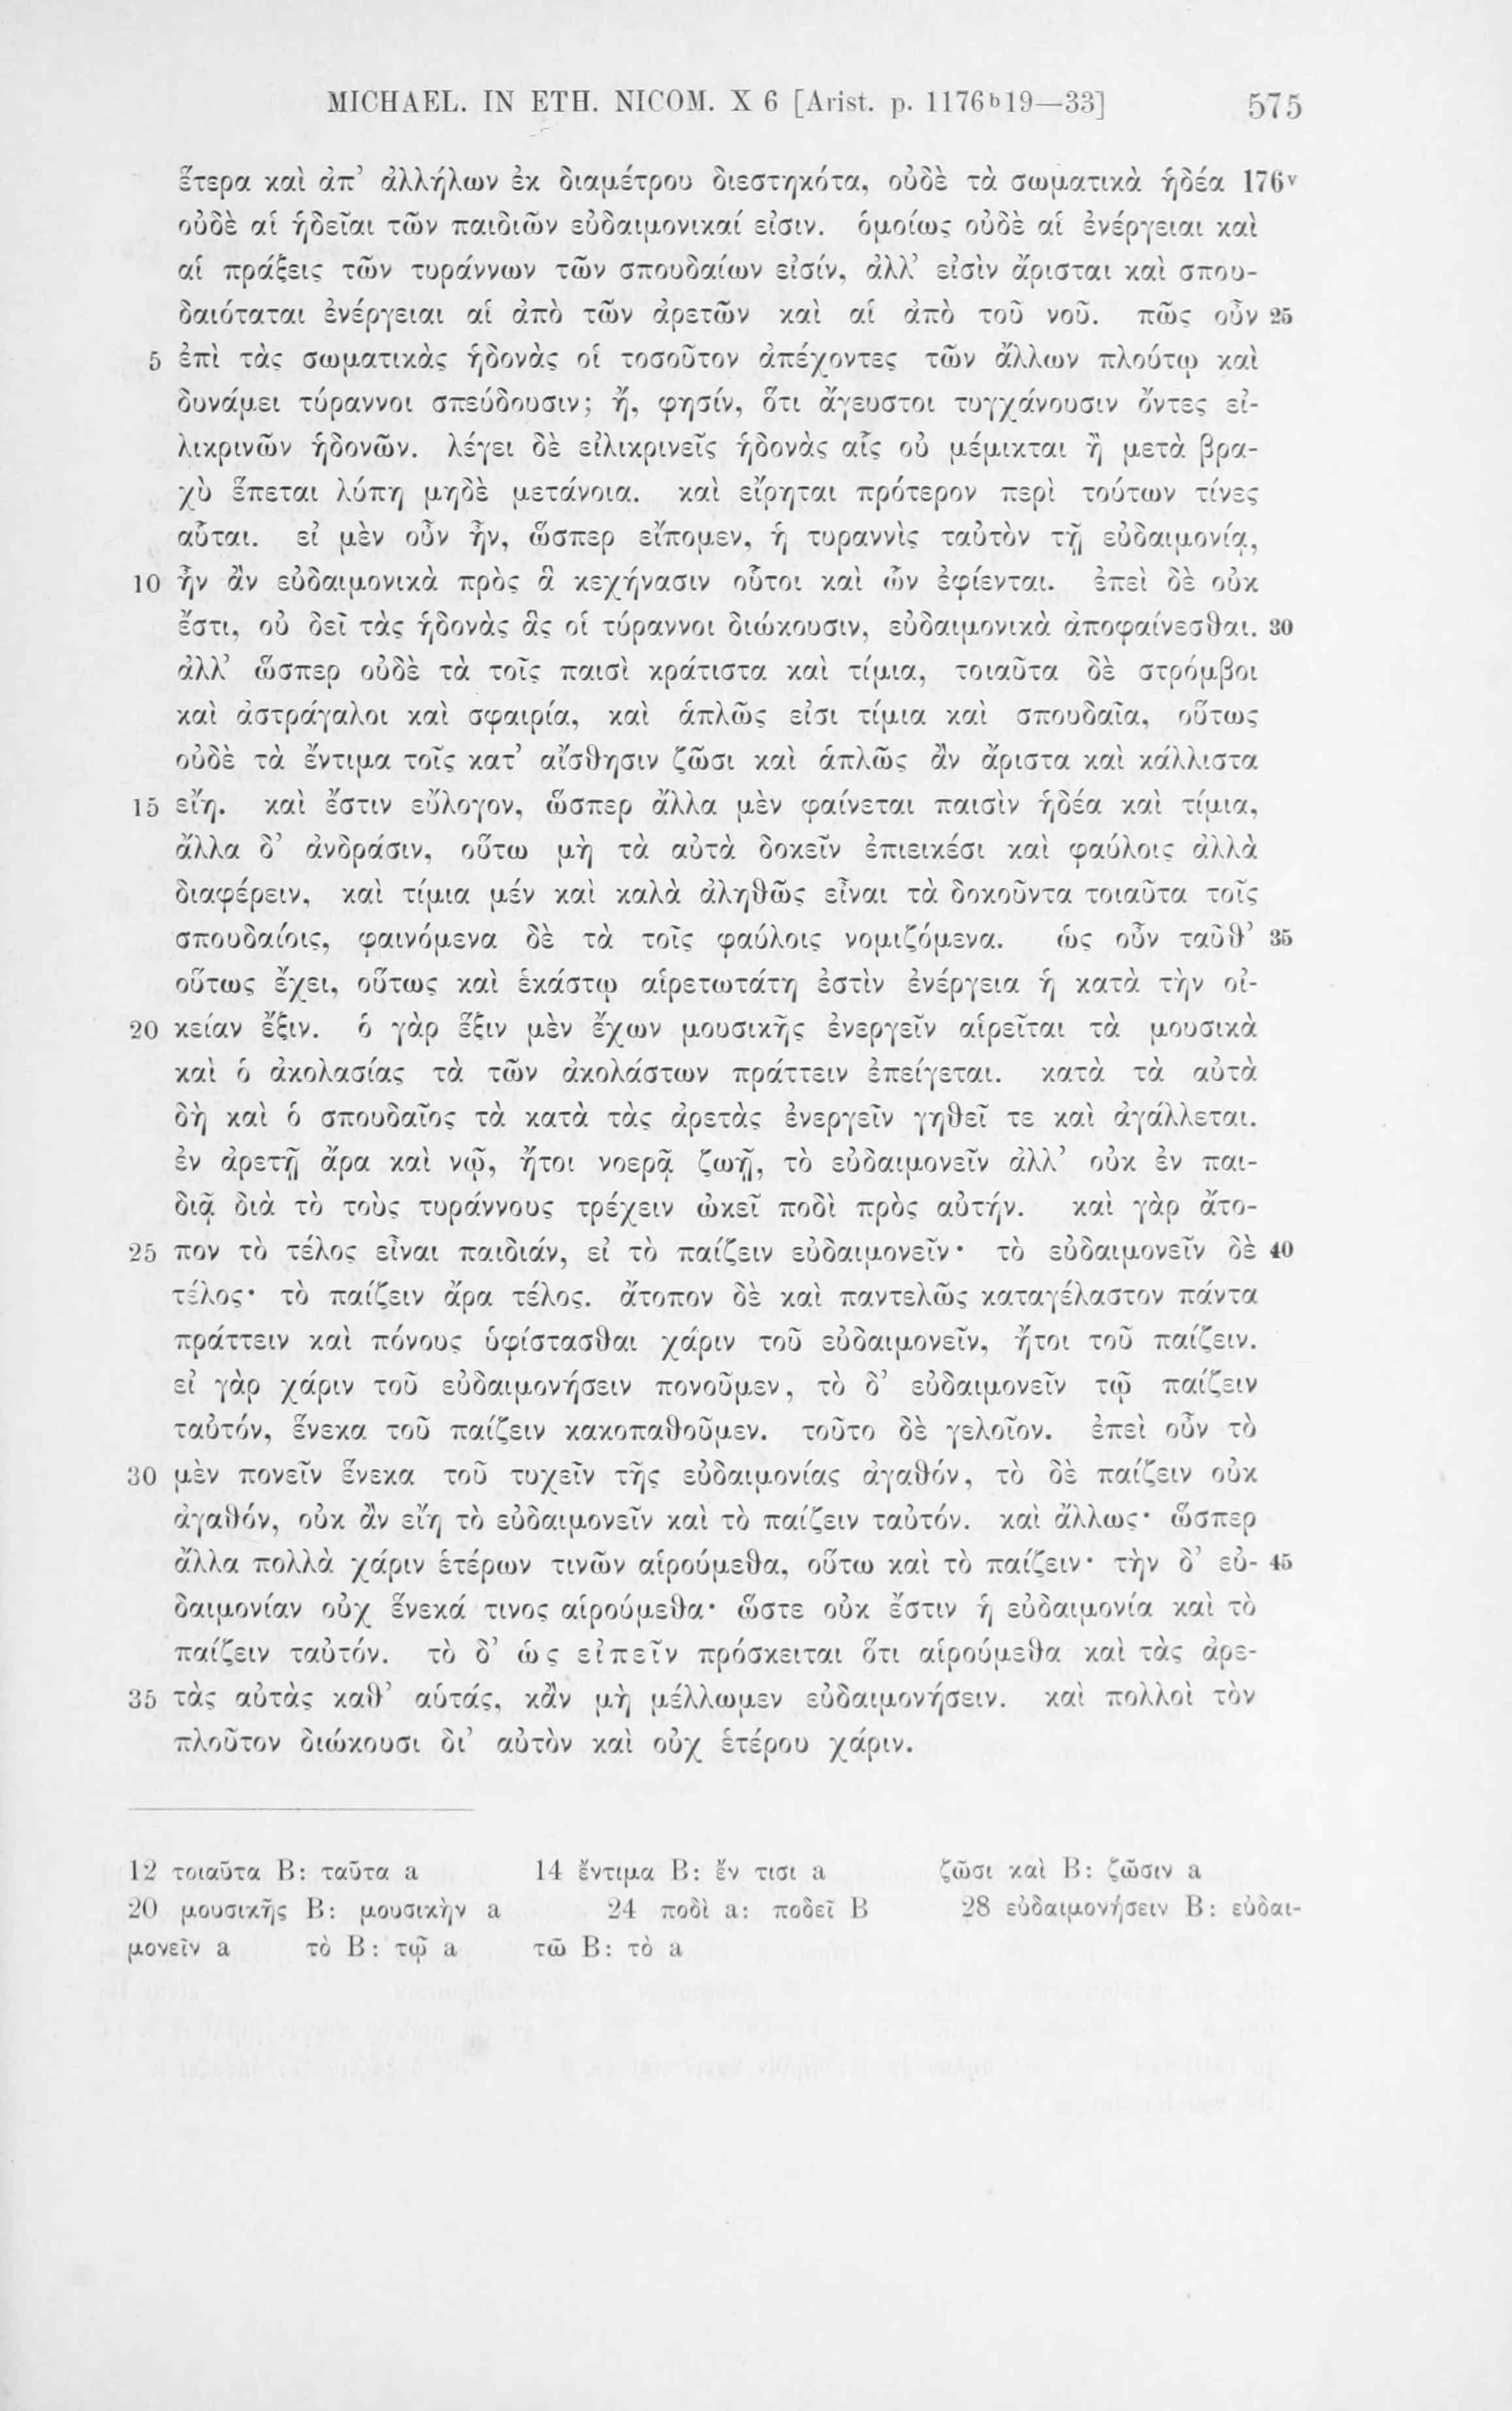 MICHAEL. IN ETH. NICOM. X 6 [Arist. p. 1176ᵇ19—33] 575
ἕτερα καὶ ἀπ’ ἀλλήλων ἐκ διαμέτρου διεστηκότα, οὐδὲ τὰ σωματικὰ ἡδέα 176ᵛ
οὐδὲ αἱ ἡδεῖαι τῶν παιδιῶν εὐδαιμονικαί εἰσιν. ὁμοίως οὐδὲ αἱ ἐνέργειαι καὶ
αἱ πράξεις τῶν τυράννων τῶν σπουδαίων εἰσίν, ἀλλ’ εἰσὶν ἄρισται καὶ σπου-
δαιόταται ἐνέργειαι αἱ ἀπὸ τῶν ἀρετῶν καὶ αἱ ἀπὸ τοῦ νοῦ. πῶς οὖν 25
5 ἐπὶ τὰς σωματικὰς ἡδονὰς οἱ τοσοῦτον ἀπέχοντες τῶν ἄλλων πλούτῳ καὶ
δυνάμει τύραννοι σπεύδουσιν; ἤ, φησίν, ὅτι ἄγευστοι τυγχάνουσιν ὄντες εἰ-
λικρινῶν ἡδονῶν. λέγει δὲ εἰλικρινεῖς ἡδονὰς αἷς οὐ μέμικται ἢ μετὰ βρα-
χὺ ἕπεται λύπη μηδὲ μετάνοια. καὶ εἴρηται πρότερον περὶ τούτων τίνες
αὗται. εἰ μὲν οὖν ἦν, ὥσπερ εἴπομεν, ἡ τυραννὶς ταὐτὸν τῇ εὐδαιμονίᾳ,
10 ἦν ἂν εὐδαιμονικὰ πρὸς ἃ κεχήνασιν οὗτοι καὶ ὧν ἐφίενται. ἐπεὶ δὲ οὐκ
ἔστι, οὐ δεῖ τὰς ἡδονὰς ἃς οἱ τύραννοι διώκουσιν, εὐδαιμονικὰ ἀποφαίνεσθαι. 30
ἀλλ’ ὥσπερ οὐδὲ τὰ τοῖς παισὶ κράτιστα καὶ τίμια, τοιαῦτα δὲ στρόμβοι
καὶ ἀστράγαλοι καὶ σφαιρία, καὶ ἁπλῶς εἰσι τίμια καὶ σπουδαῖα, οὕτως
οὐδὲ τὰ ἔντιμα τοῖς κατ’ αἴσθησιν ζῶσι καὶ ἁπλῶς ἂν ἄριστα καὶ κάλλιστα
15 εἴη. καὶ ἔστιν εὔλογον, ὥσπερ ἄλλα μὲν φαίνεται παισὶν ἡδέα καὶ τίμια,
ἄλλα δ’ ἀνδράσιν, οὕτω μὴ τὰ αὐτὰ δοκεῖν ἐπιεικέσι καὶ φαύλοις ἀλλὰ
διαφέρειν, καὶ τίμια μέν καὶ καλὰ ἀληθῶς εἶναι τὰ δοκοῦντα τοιαῦτα τοῖς
σπουδαίοις, φαινόμενα δὲ τὰ τοῖς φαύλοις νομιζόμενα. ὡς οὖν ταῦθ’ 35
οὕτως ἔχει, οὕτως καὶ ἑκάστῳ αἱρετωτάτη ἐστὶν ἐνέργεια ἡ κατὰ τὴν οἰ-
20 κείαν ἕξιν. ὁ γὰρ ἕξιν μὲν ἔχων μουσικῆς ἐνεργεῖν αἱρεῖται τὰ μουσικὰ
καὶ ὁ ἀκολασίας τὰ τῶν ἀκολάστων πράττειν ἐπείγεται. κατὰ τὰ αὐτὰ
δὴ καὶ ὁ σπουδαῖος τὰ κατὰ τὰς ἀρετὰς ἐνεργεῖν γηθεῖ τε καὶ ἀγάλλεται.
ἐν ἀρετῇ ἄρα καὶ νῷ, ἤτοι νοερᾷ ζωῇ, τὸ εὐδαιμονεῖν ἀλλ’ οὐκ ἐν παι-
διᾷ διὰ τὸ τοὺς τυράννους τρέχειν ὠκεῖ ποδὶ πρὸς αὐτήν. καὶ γὰρ ἄτο-
25 πον τὸ τέλος εἶναι παιδιάν, εἰ τὸ παίζειν εὐδαιμονεῖν· τὸ εὐδαιμονεῖν δὲ 40
τέλος· τὸ παίζειν ἄρα τέλος. ἄτοπον δὲ καὶ παντελῶς καταγέλαστον πάντα
πράττειν καὶ πόνους ὑφίστασθαι χάριν τοῦ εὐδαιμονεῖν, ἤτοι τοῦ παίζειν.
εἰ γὰρ χάριν τοῦ εὐδαιμονήσειν πονοῦμεν, τὸ δ’ εὐδαιμονεῖν τῷ παίζειν
ταὐτόν, ἕνεκα τοῦ παίζειν κακοπαθοῦμεν. τοῦτο δὲ γελοῖον. ἐπεὶ οὖν τὸ
30 μὲν πονεῖν ἕνεκα τοῦ τυχεῖν τῆς εὐδαιμονίας ἀγαθόν, τὸ δὲ παίζειν οὐκ
ἀγαθόν, οὐκ ἂν εἴη τὸ εὐδαιμονεῖν καὶ τὸ παίζειν ταὐτόν. καὶ ἄλλως· ὥσπερ
ἄλλα πολλὰ χάριν ἑτέρων τινῶν αἱρούμεθα, οὕτω καὶ τὸ παίζειν· τὴν δ’ εὐ- 45
δαιμονίαν οὐχ ἕνεκά τινος αἱρούμεθα· ὥστε οὐκ ἔστιν ἡ εὐδαιμονία καὶ τὸ
παίζειν ταὐτόν. τὸ δ’ ὡς εἰπεῖν πρόσκειται ὅτι αἱρούμεθα καὶ τὰς ἀρε-
35 τὰς αὐτὰς καθ’ αὑτάς, κἂν μὴ μέλλωμεν εὐδαιμονήσειν. καὶ πολλοὶ τὸν
πλοῦτον διώκουσι δι’ αὐτὸν καὶ οὐχ ἑτέρου χάριν.
12 τοιαῦτα B: ταῦτα a 14 ἔντιμα B: ἔν τισι a ζῶσι καὶ B: ζῶσιν a
20 μουσικῆς B: μουσικὴν a 24 ποδὶ a: ποδεῖ B 28 εὐδαιμονήσειν B: εὐδαι-
μονεῖν a τὸ B: τῷ a τῶ B: τὸ a